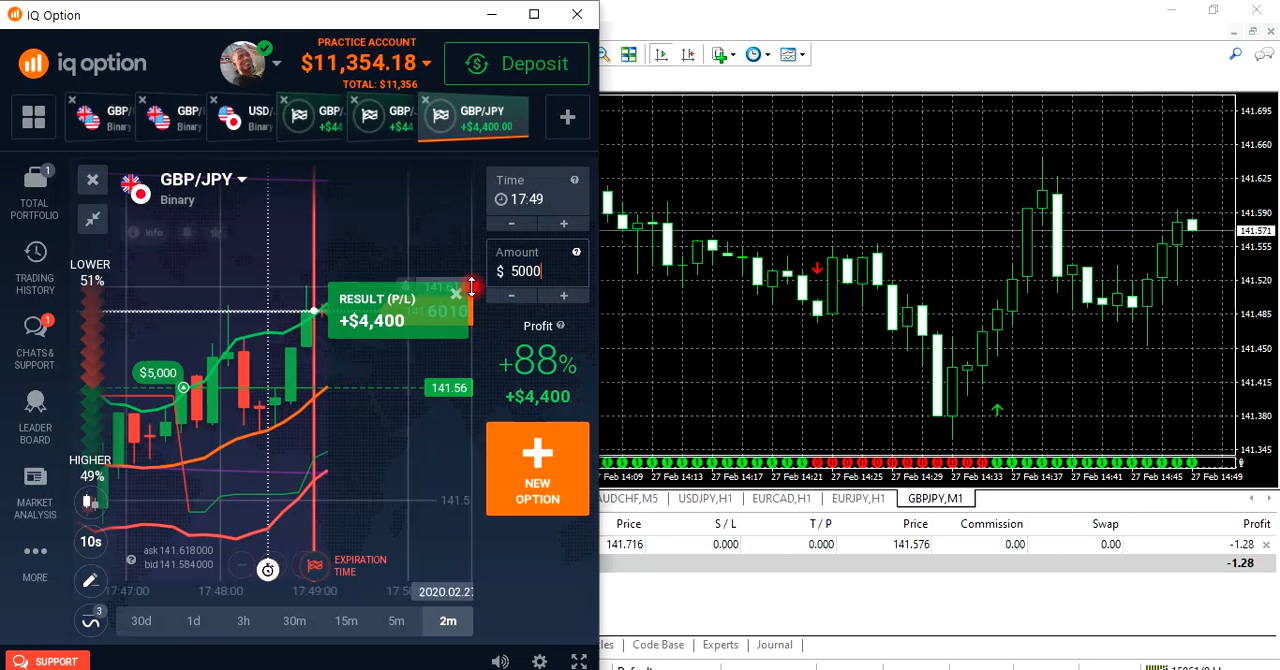 IQ Option
iq option
PRACTICE ACCOUNT
$11,354.18
TOTAL: $11,356
Deposit
GBP/
Binary
GBP/
Binary
USD/
Binary
GBP/
+$44
GBP/
+$44
GBP/JPY
+$4,400.00
1
TOTAL
PORTFOLIO
TRADING
HISTORY
1
CHATS &
SUPPORT
LEADER
BOARD
MARKET
ANALYSIS
MORE
SUPPORT
GBP/JPY
Binary
Info
LOWER
51%
HIGHER
49%
10s
3
$5,000
RESULT (P/L)
+$4,400
6010
141.56
141.5
ask 141.618000
bid 141.584000
EXPIRATION
TIME
17:47:00
17:48:00
17:49:00
17:5
2020.02.27
30d
1d
3h
30m
15m
5m
2m
Time
17:49
Amount
$ 5000
Profit
+88%
+$4,400
NEW
OPTION
141.695
141.660
141.625
141.590
141.571
141.555
141.520
141.485
141.450
141.415
141.380
141.345
27 Feb 14:09
27 Feb 14:13
27 Feb 14:17
27 Feb 14:21
27 Feb 14:25
27 Feb 14:29
27 Feb 14:33
27 Feb 14:37
27 Feb 14:41
27 Feb 14:45
27 Feb 14:49
AUDCHF,M5
USDJPY,H1
EURCAD,H1
EURJPY,H1
GBPJPY,M1
Price
S / L
T / P
Price
Commission
Swap
Profit
141.716
0.000
0.000
141.576
0.00
0.00
-1.28
-1.28
Code Base
Experts
Journal